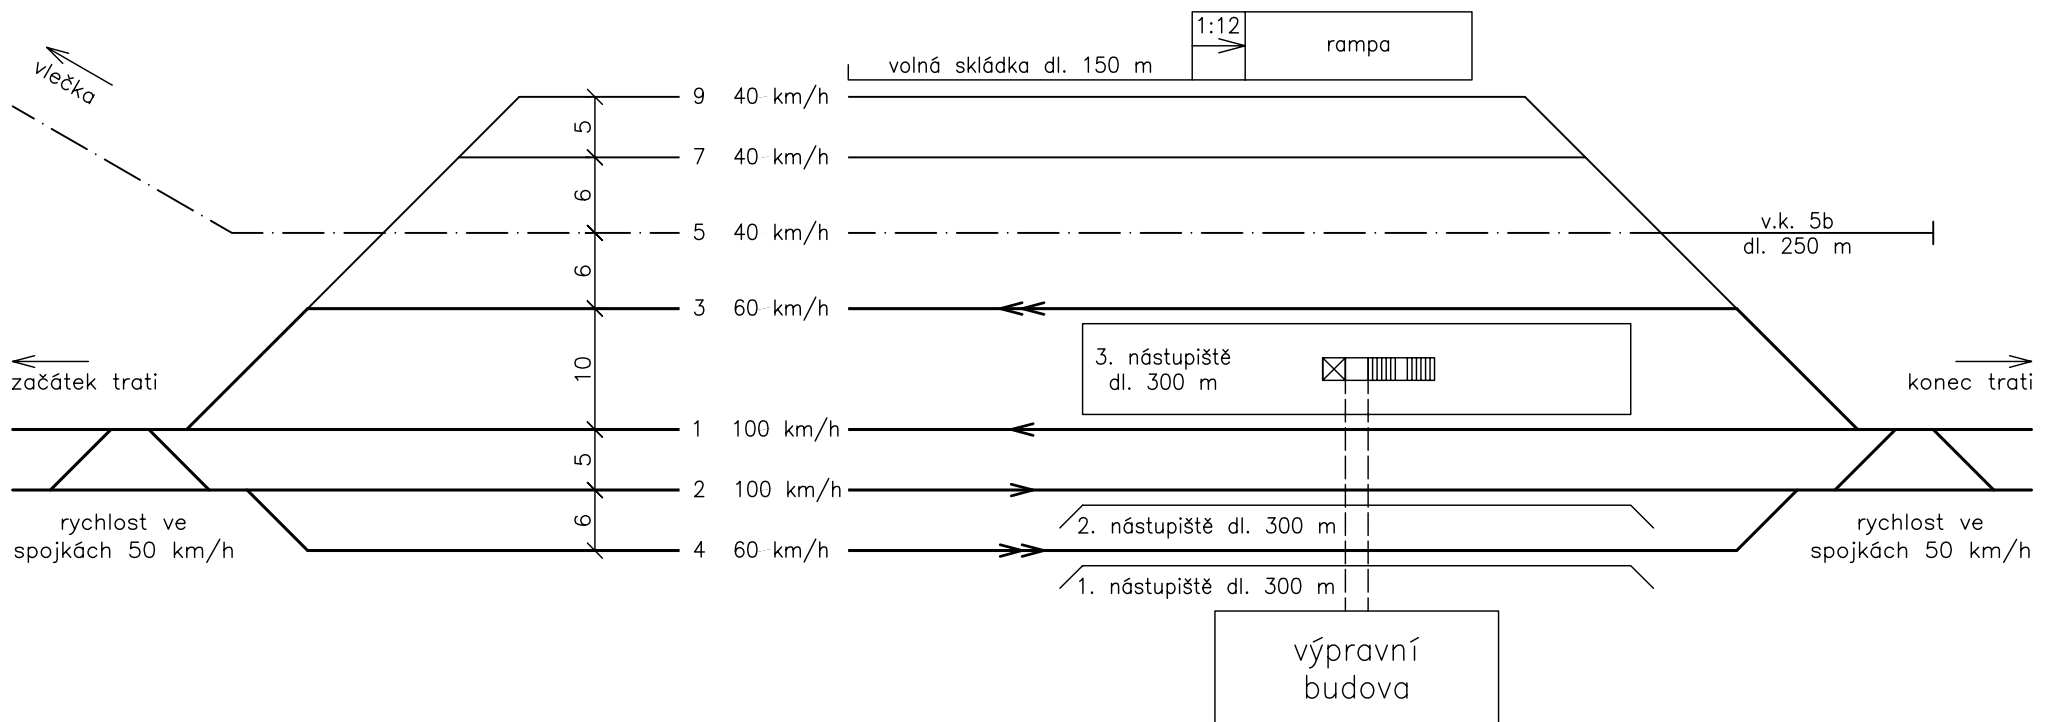 1:12
rampa
vlečka
volná skládka dl. 150 m
9 40 km/h
5
7 40 km/h
6
v.k. 5b
5 40 km/h
dl. 250 m
6
3 60 km/h
3. nástupiště
dl. 300 m
10
začátek trati
konec trati
1 100 km/h
5
2 100 km/h
rychlost ve
spojkách 50 km/h
6
2. nástupiště dl. 300 m
rychlost ve
spojkách 50 km/h
4 60 km/h
1. nástupiště dl. 300 m
výpravní
budova